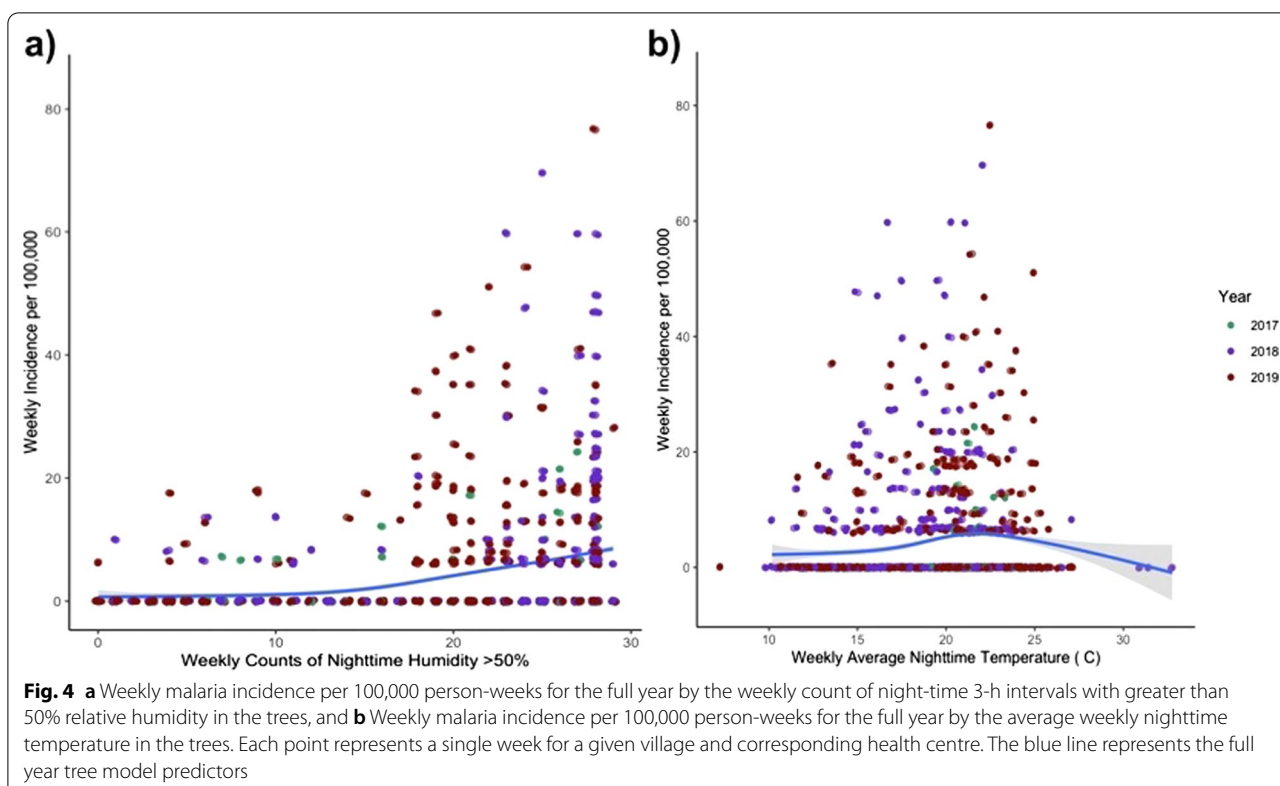 a)
80
60
40
20
0
Weekly Incidence per 100,000
0 10 20 30
Weekly Counts of Nighttime Humidity >50%
b)
80
60
40
20
0
Weekly Incidence per 100,000
10 15 20 25 30
Weekly Average Nighttime Temperature ( C)
Year
2017
2018
2019
Fig. 4 a Weekly malaria incidence per 100,000 person-weeks for the full year by the weekly count of night-time 3-h intervals with greater than
50% relative humidity in the trees, and b Weekly malaria incidence per 100,000 person-weeks for the full year by the average weekly nighttime
temperature in the trees. Each point represents a single week for a given village and corresponding health centre. The blue line represents the full
year tree model predictors